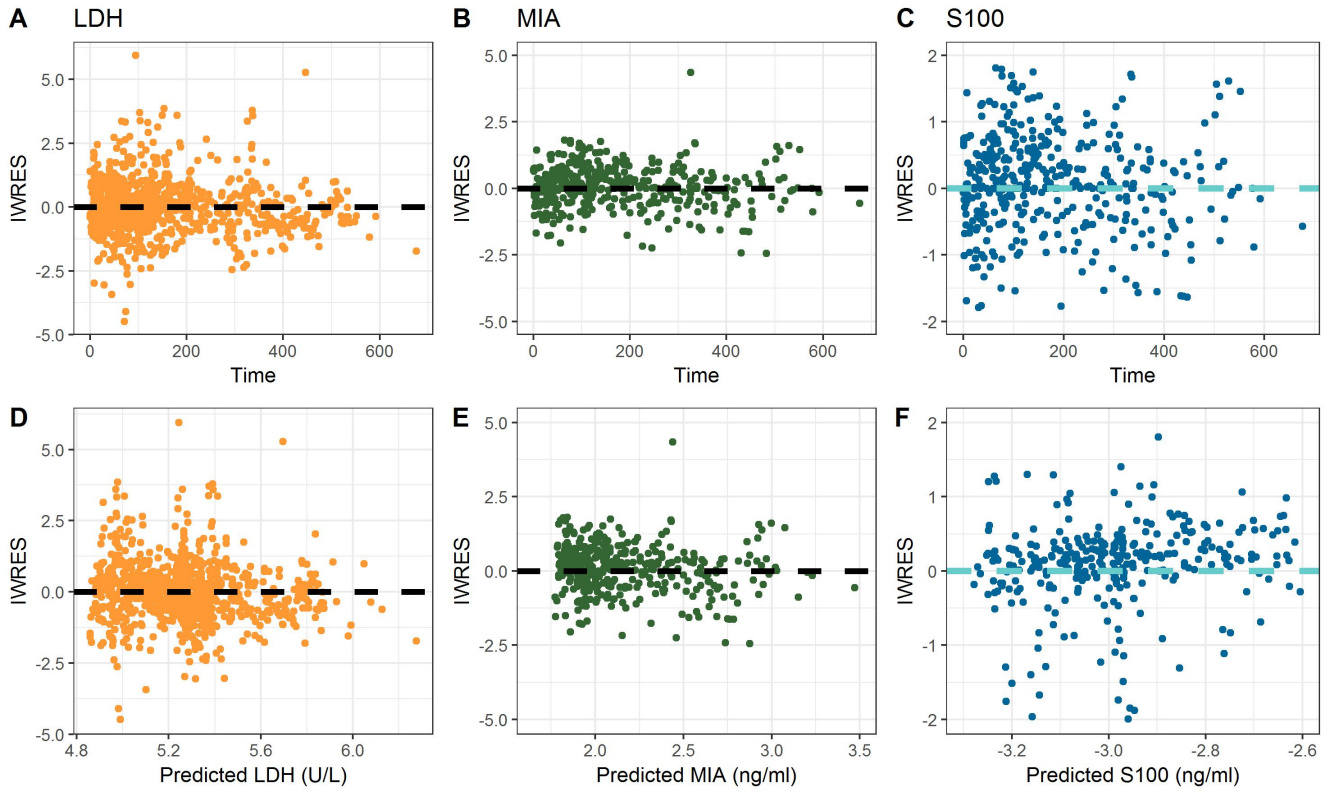 A LDH
5.0
2.5
0.0
-2.5
-5.0
IWRES
0 200 400 600
Time
B MIA
5.0
2.5
0.0
-2.5
-5.0
IWRES
0 200 400 600
Time
C S100
2
1
0
-1
-2
IWRES
0 200 400 600
Time
D
5.0
2.5
0.0
-2.5
-5.0
IWRES
4.8 5.2 5.6 6.0
Predicted LDH (U/L)
E
5.0
2.5
0.0
-2.5
-5.0
IWRES
2.0 2.5 3.0 3.5
Predicted MIA (ng/ml)
F
2
1
0
-1
-2
IWRES
-3.2 -3.0 -2.8 -2.6
Predicted S100 (ng/ml)